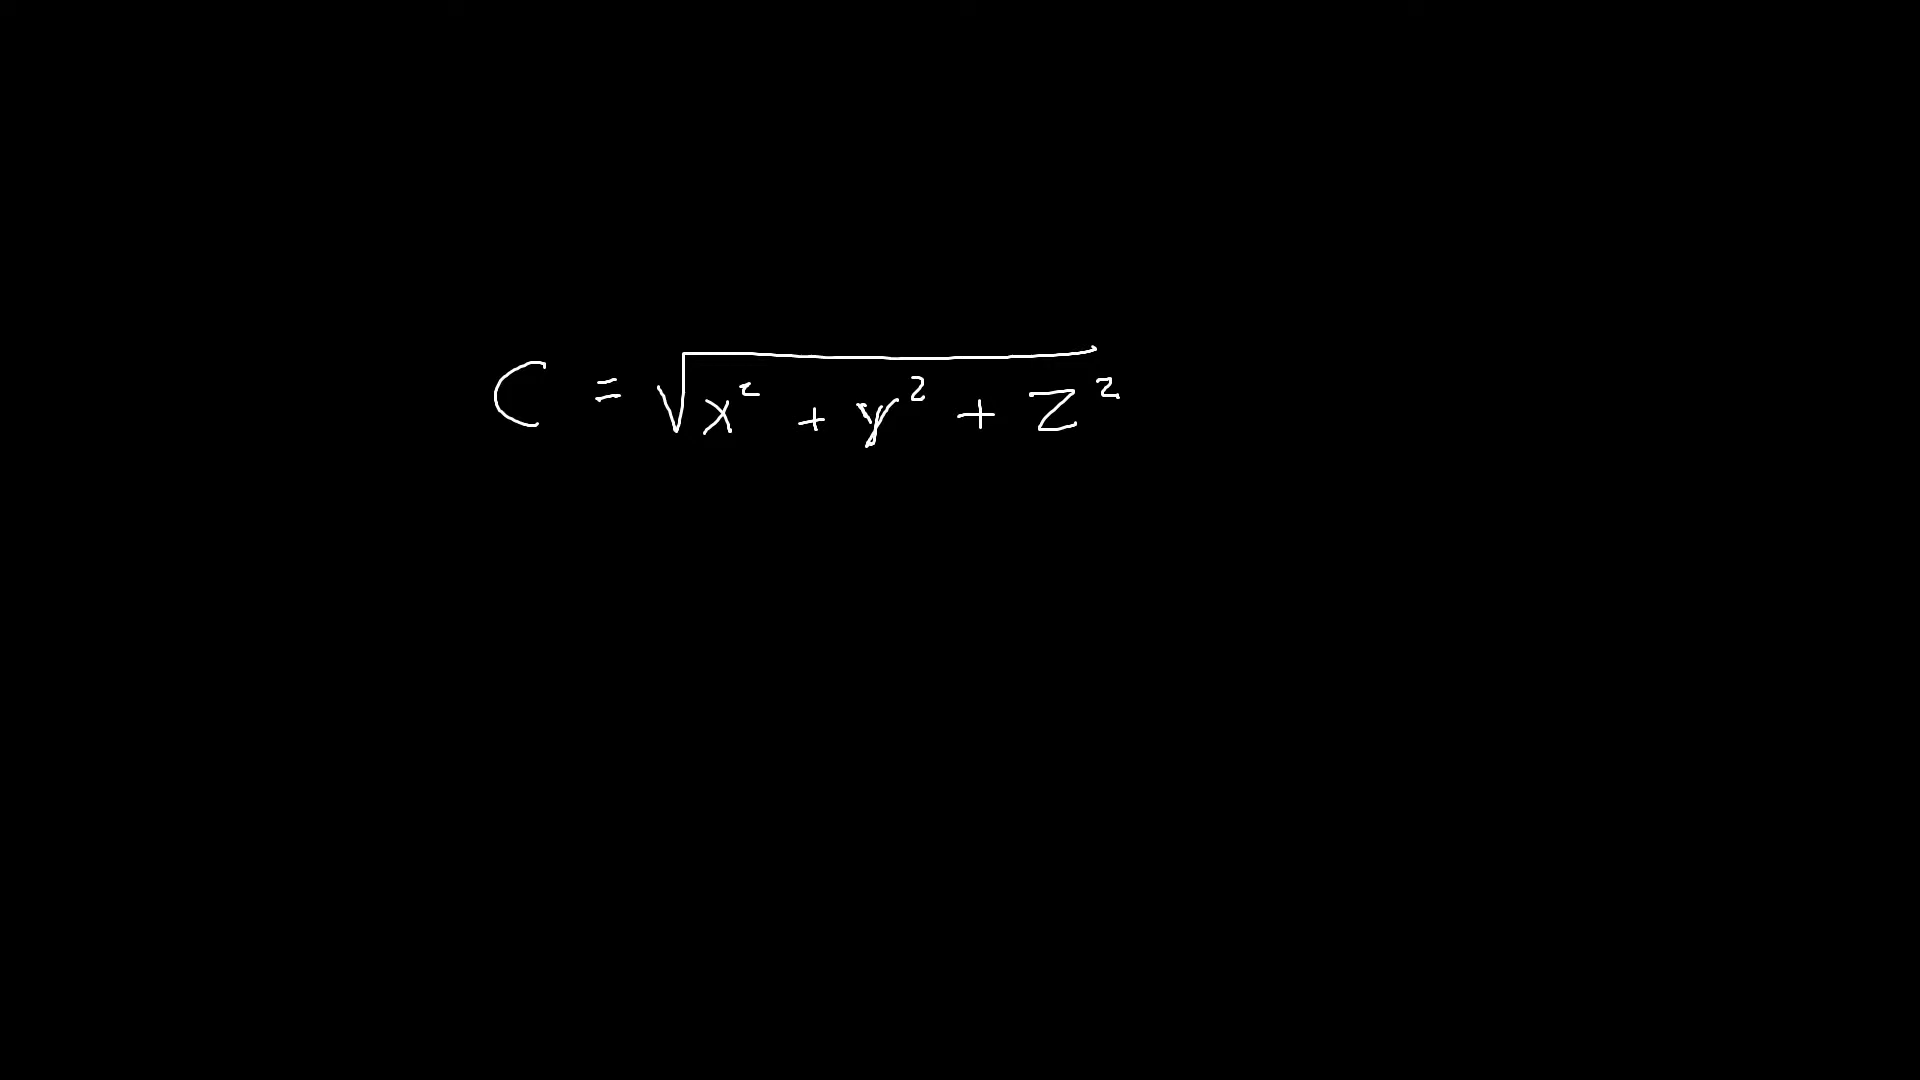 C = √x² + y² + z²